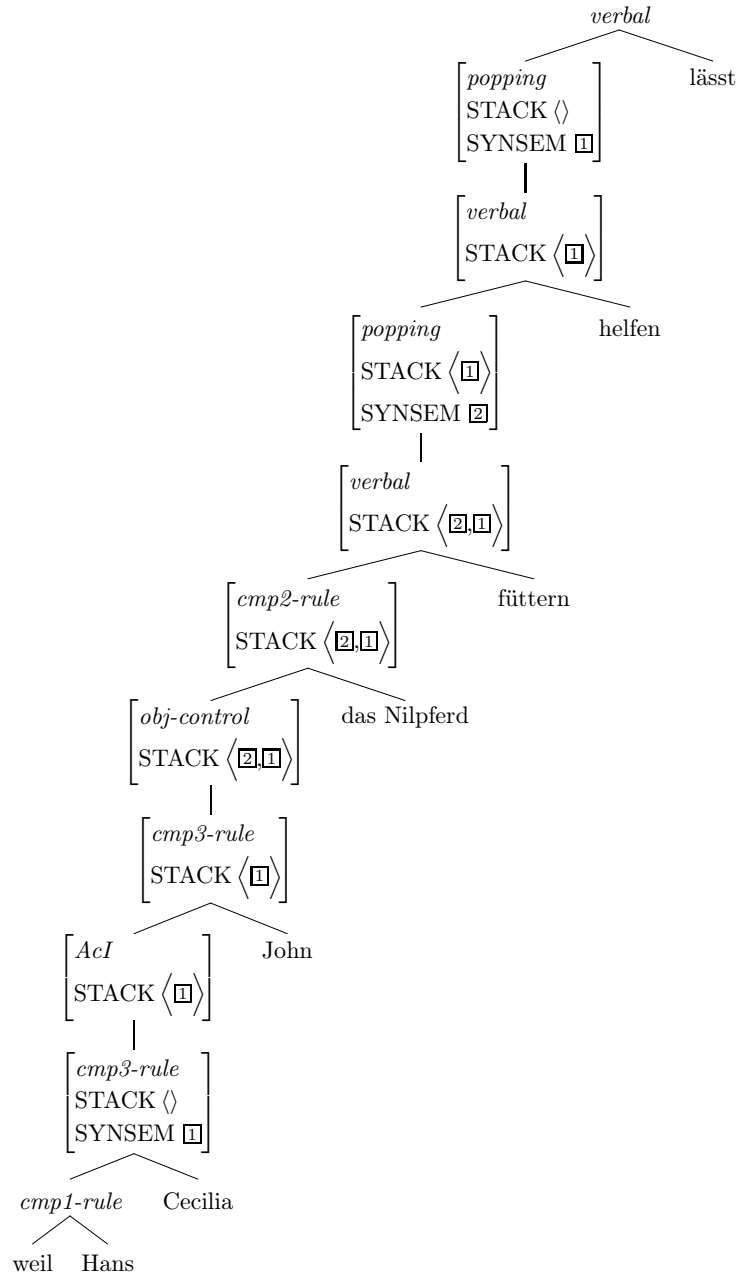 verbal
popping
STACK ⟨⟩
SYNSEM 1
lässt
verbal
STACK ⟨1⟩
popping
STACK ⟨1⟩
SYNSEM 2
helfen
verbal
STACK ⟨2,1⟩
cmp2-rule
STACK ⟨2,1⟩
füttern
obj-control
STACK ⟨2,1⟩
das Nilpferd
cmp3-rule
STACK ⟨1⟩
AcI
STACK ⟨1⟩
John
cmp3-rule
STACK ⟨⟩
SYNSEM 1
cmp1-rule
Cecilia
weil Hans